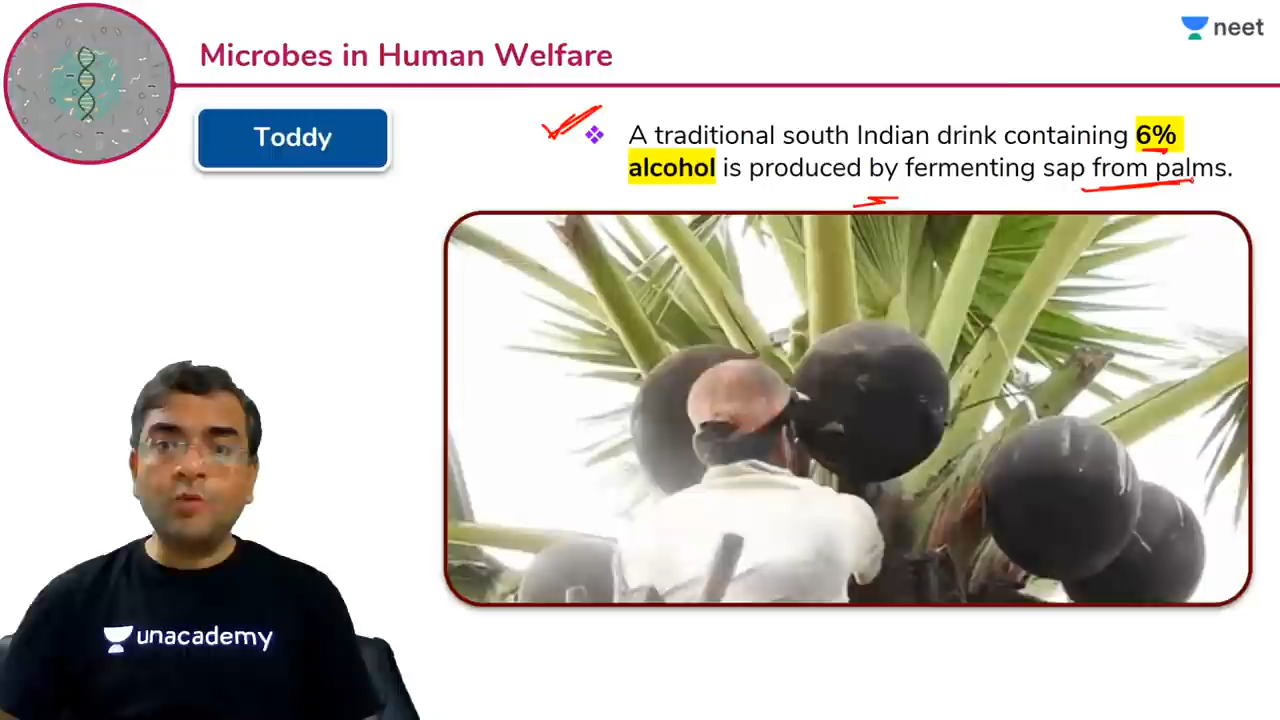 Microbes in Human Welfare
neet
Toddy
❖ A traditional south Indian drink containing 6%
alcohol is produced by fermenting sap from palms.
unacademy